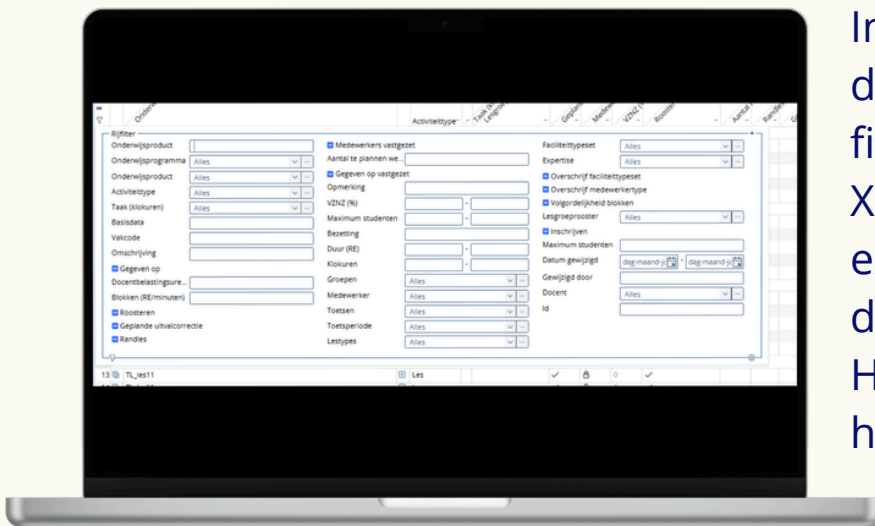 Activiteittype
Rijfilter
Onderwijsproduct
Onderwijsprogramma Alles
Onderwijsproduct Alles
Activiteittype Alles
Taak (klokuren) Alles
Basisdata
Vakcode
Omschrijving
Gegeven op
Docentbelastingsure...
Blokken (RE/minuten)
Roosteren
Geplande uitvalcorrectie
Randles
Medewerkers vastgezet
Aantal te plannen we...
Gegeven op vastgezet
Opmerking
VZNZ (%) -
Maximum studenten -
Bezetting
Duur (RE) -
Klokuren -
Groepen Alles
Medewerker Alles
Toetsen Alles
Toetsperiode Alles
Lestypes Alles
Faciliteittypeset Alles
Expertise Alles
Overschrijf faciliteittypeset
Overschrijf medewerkertype
Volgordelijkheid blokken
Lesgroeprooster Alles
Inschrijven
Maximum studenten
Datum gewijzigd dag-maand-j - dag-maand-j
Gewijzigd door
Docent Alles
Id
13 TL_les11 Les 0